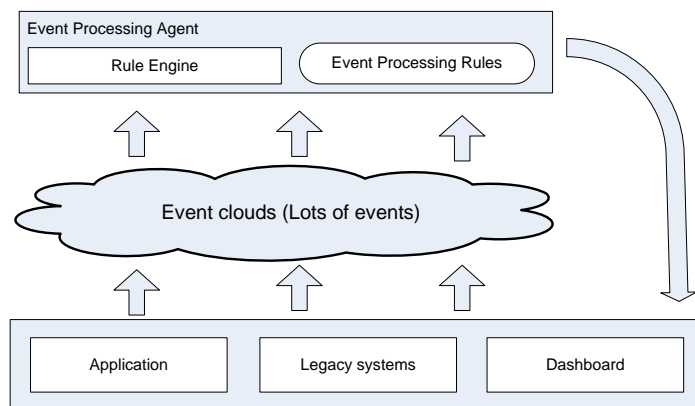 Event Processing Agent
Rule Engine
Event Processing Rules
Event clouds (Lots of events)
Application
Legacy systems
Dashboard